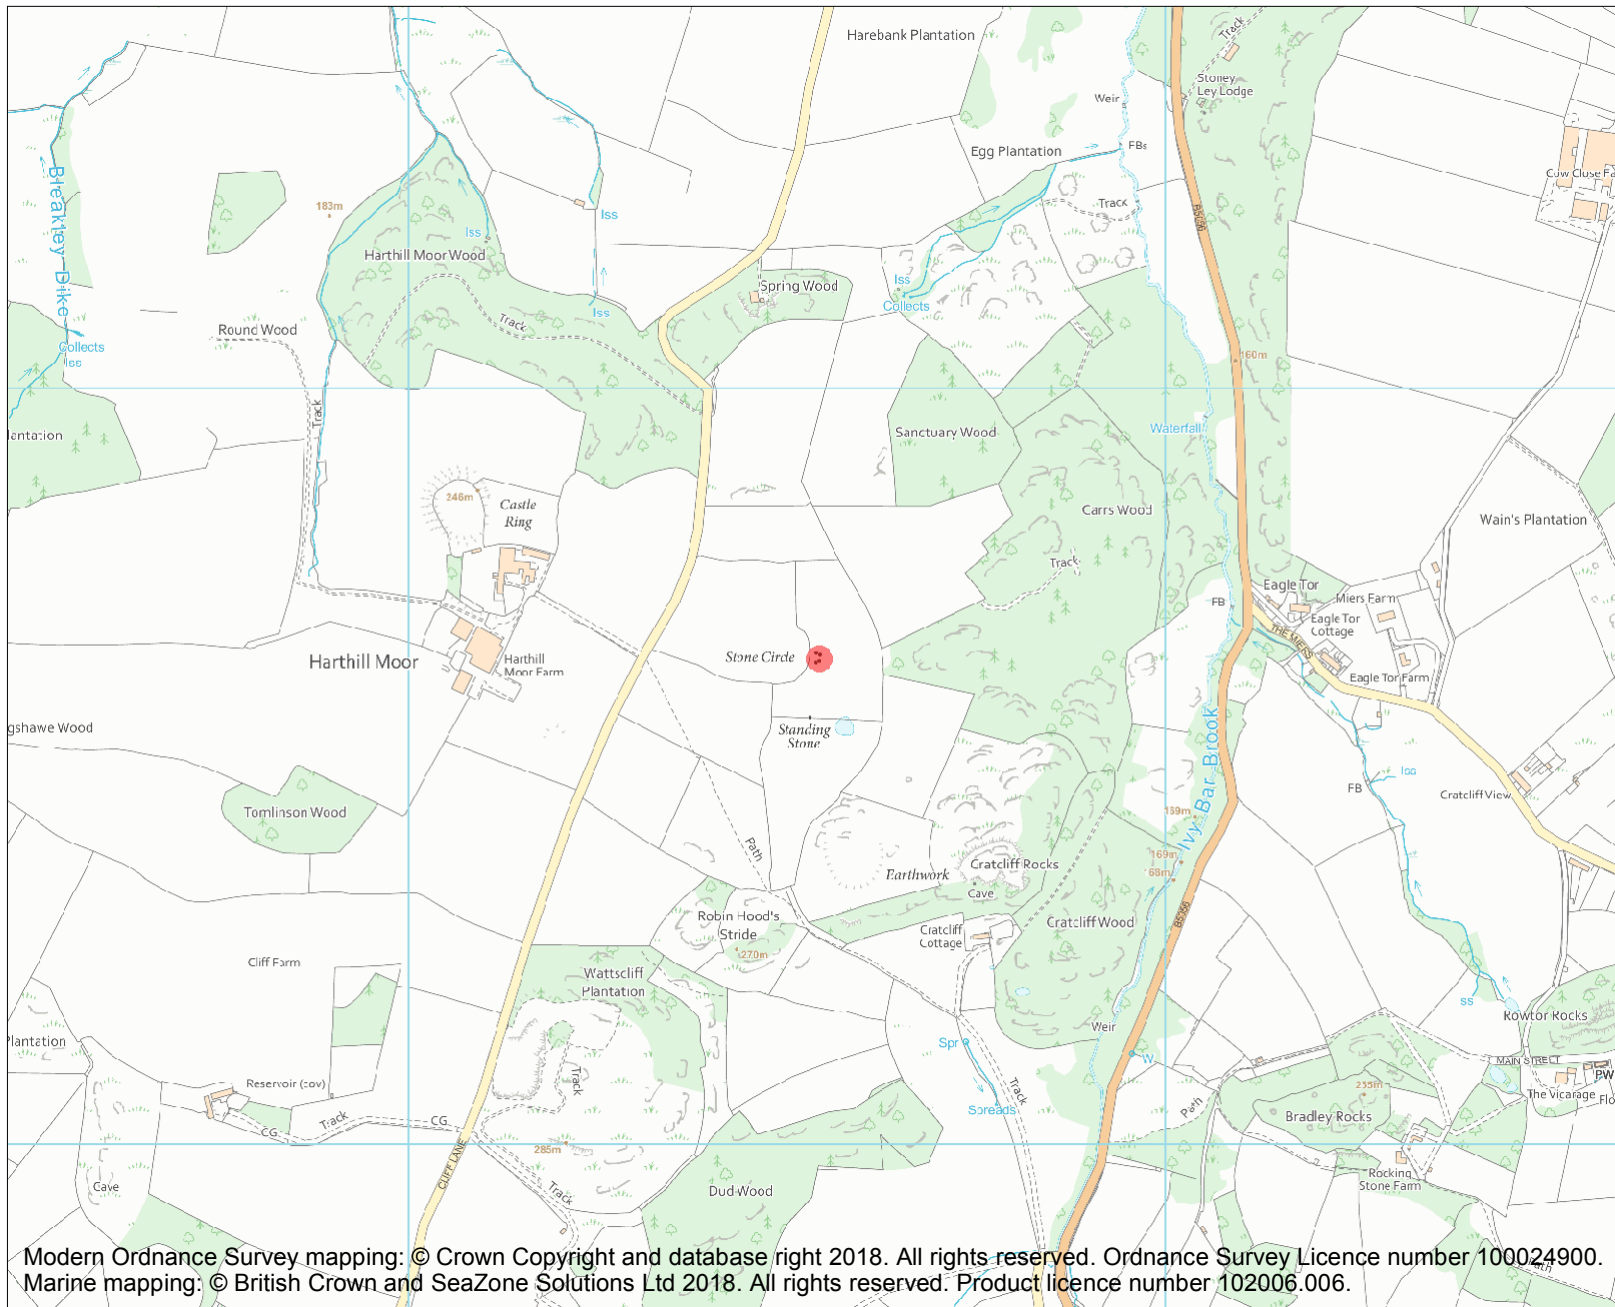 Harebank Plantation
Track
Stoney
Ley Lodge
Weir
FBs
Egg Plantation
Track
B5056
Bleakley Dike
183m
Iss
Iss
Harthill Moor Wood
Iss
Spring Wood
Iss
Collects
Track
Round Wood
Collects
Iss
160m
Track
lantation
Sanctuary Wood
Waterfall
246m
Castle
Ring
Carrs Wood
Wain's Plantation
Track
Eagle Tor
FB
Miers Farm
Eagle Tor
Cottage
THE MIERS
Stone Circle
Harthill Moor
Harthill
Moor Farm
Eagle Tor Farm
gshawe Wood
Standing
Stone
Ivy Bar Brook
Iss
FB
Cratcliff View
Tomlinson Wood
169m
Path
169m
Cratcliff Rocks
Earthwork
Cave
B5056
Robin Hood's
Stride
270m
Cratcliff
Cottage
Cratcliff Wood
Cliff Farm
Wattscliff
Plantation
ss
Rowtor Rocks
Weir
Plantation
Spr
W
MAIN STREET
PW
Reservoir (cov)
Track
Track
The Vicarage
Flo
Spreads
Path
255m
Bradley Rocks
CG
Track
CG
285m
CLIFF LANE
Rocking
Stone Farm
Cave
Track
Dud Wood
Path
Modern Ordnance Survey mapping: © Crown Copyright and database right 2018. All rights reserved. Ordnance Survey Licence number 100024900.
Marine mapping: © British Crown and SeaZone Solutions Ltd 2018. All rights reserved. Product licence number 102006.006.